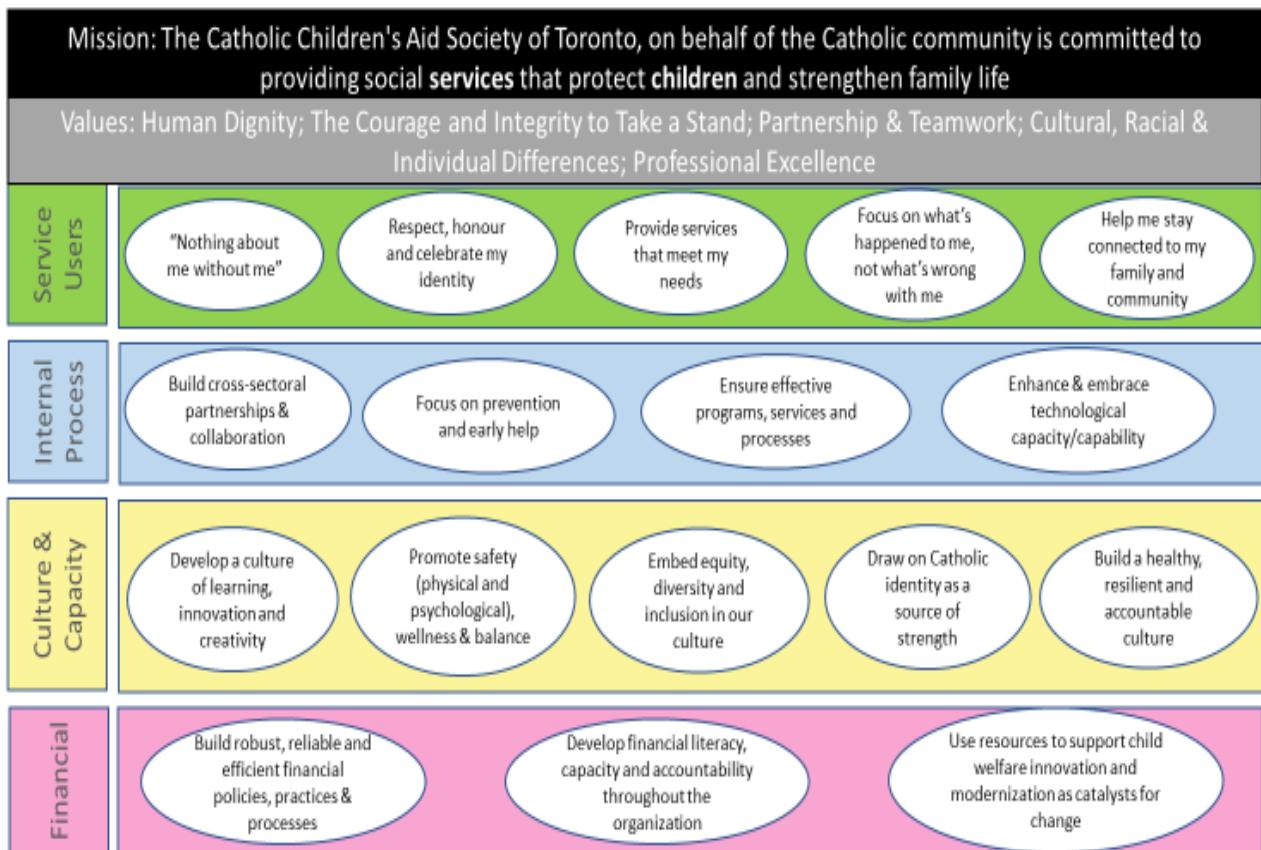 Mission: The Catholic Children's Aid Society of Toronto, on behalf of the Catholic community is committed to
providing social services that protect children and strengthen family life
Values: Human Dignity; The Courage and Integrity to Take a Stand; Partnership & Teamwork; Cultural, Racial &
Individual Differences; Professional Excellence
Service
Users
"Nothing about
me without me"
Respect, honour
and celebrate my
identity
Provide services
that meet my
needs
Focus on what's
happened to me,
not what's wrong
with me
Help me stay
connected to my
family and
community
Internal
Process
Build cross-sectoral
partnerships &
collaboration
Focus on prevention
and early help
Ensure effective
programs, services and
processes
Enhance & embrace
technological
capacity/capability
Culture &
Capacity
Develop a culture
of learning,
innovation and
creativity
Promote safety
(physical and
psychological),
wellness & balance
Embed equity,
diversity and
inclusion in our
culture
Draw on Catholic
identity as a
source of
strength
Build a healthy,
resilient and
accountable
culture
Financial
Build robust, reliable and
efficient financial
policies, practices &
processes
Develop financial literacy,
capacity and accountability
throughout the
organization
Use resources to support child
welfare innovation and
modernization as catalysts for
change